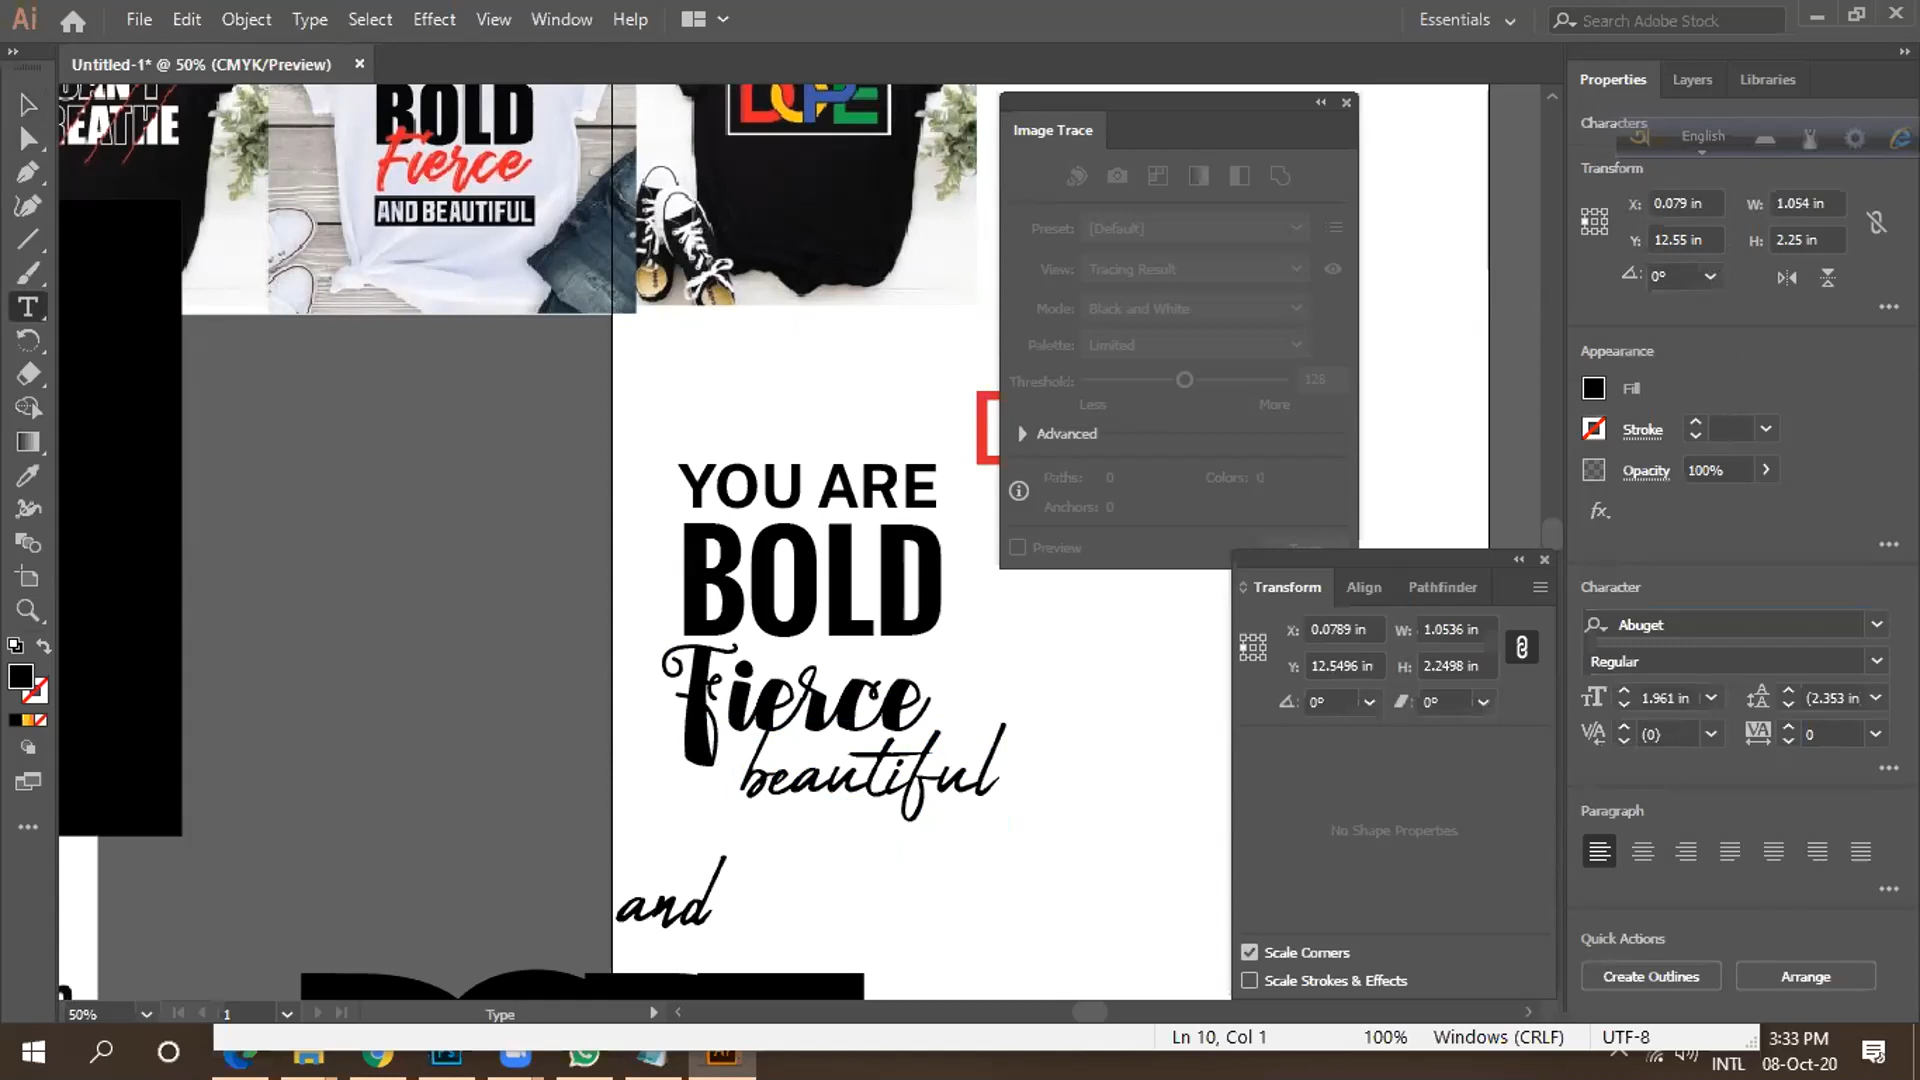 Ai File Edit Object Type Select Effect View Window Help Essentials Search Adobe Stock
Untitled-1* @ 50% (CMYK/Preview)
Properties Layers Libraries
EATHE
BOLD
Fierce
AND BEAUTIFUL
DOPE
Image Trace
Preset: [Default]
View: Tracing Result
Mode: Black and White
Palette: Limited
Threshold: 128
Less More
Advanced
Paths: 0 Colors: 0
Anchors: 0
Preview
YOU ARE
BOLD
Fierce
beautiful
and
Transform Align Pathfinder
X: 0.0789 in W: 1.0536 in
Y: 12.5496 in H: 2.2498 in
0° 0°
No Shape Properties
Scale Corners
Scale Strokes & Effects
Characters
English
Transform
X: 0.079 in W: 1.054 in
Y: 12.55 in H: 2.25 in
0°
Appearance
Fill
Stroke
Opacity 100%
fx
Character
Abuget
Regular
1.961 in (2.353 in
(0) 0
Paragraph
Quick Actions
Create Outlines Arrange
50% 1 Type
Ln 10, Col 1 100% Windows (CRLF) UTF-8
3:33 PM
INTL 08-Oct-20